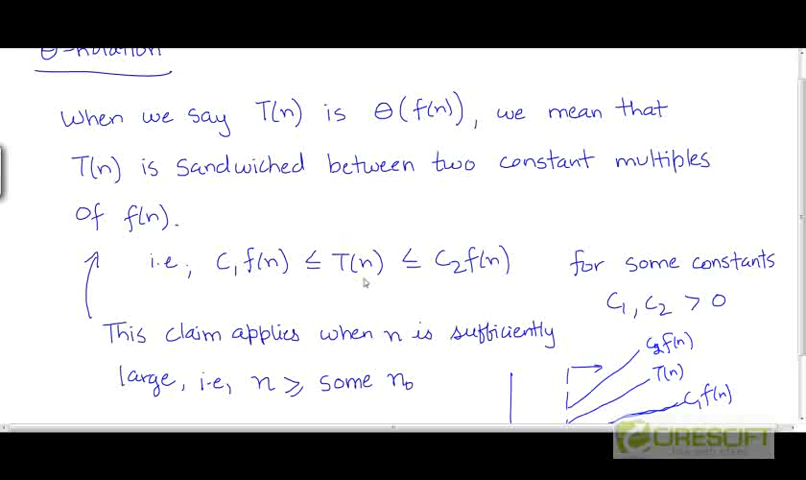 θ-notation
When we say T(n) is θ(f(n)), we mean that
T(n) is sandwiched between two constant multiples
of f(n).
i.e., C₁f(n) ≤ T(n) ≤ C₂f(n) for some constants
C₁, C₂ > 0
This claim applies when n is sufficiently
large, i.e, n ≥ some n₀
C₂f(n)
T(n)
C₁f(n)